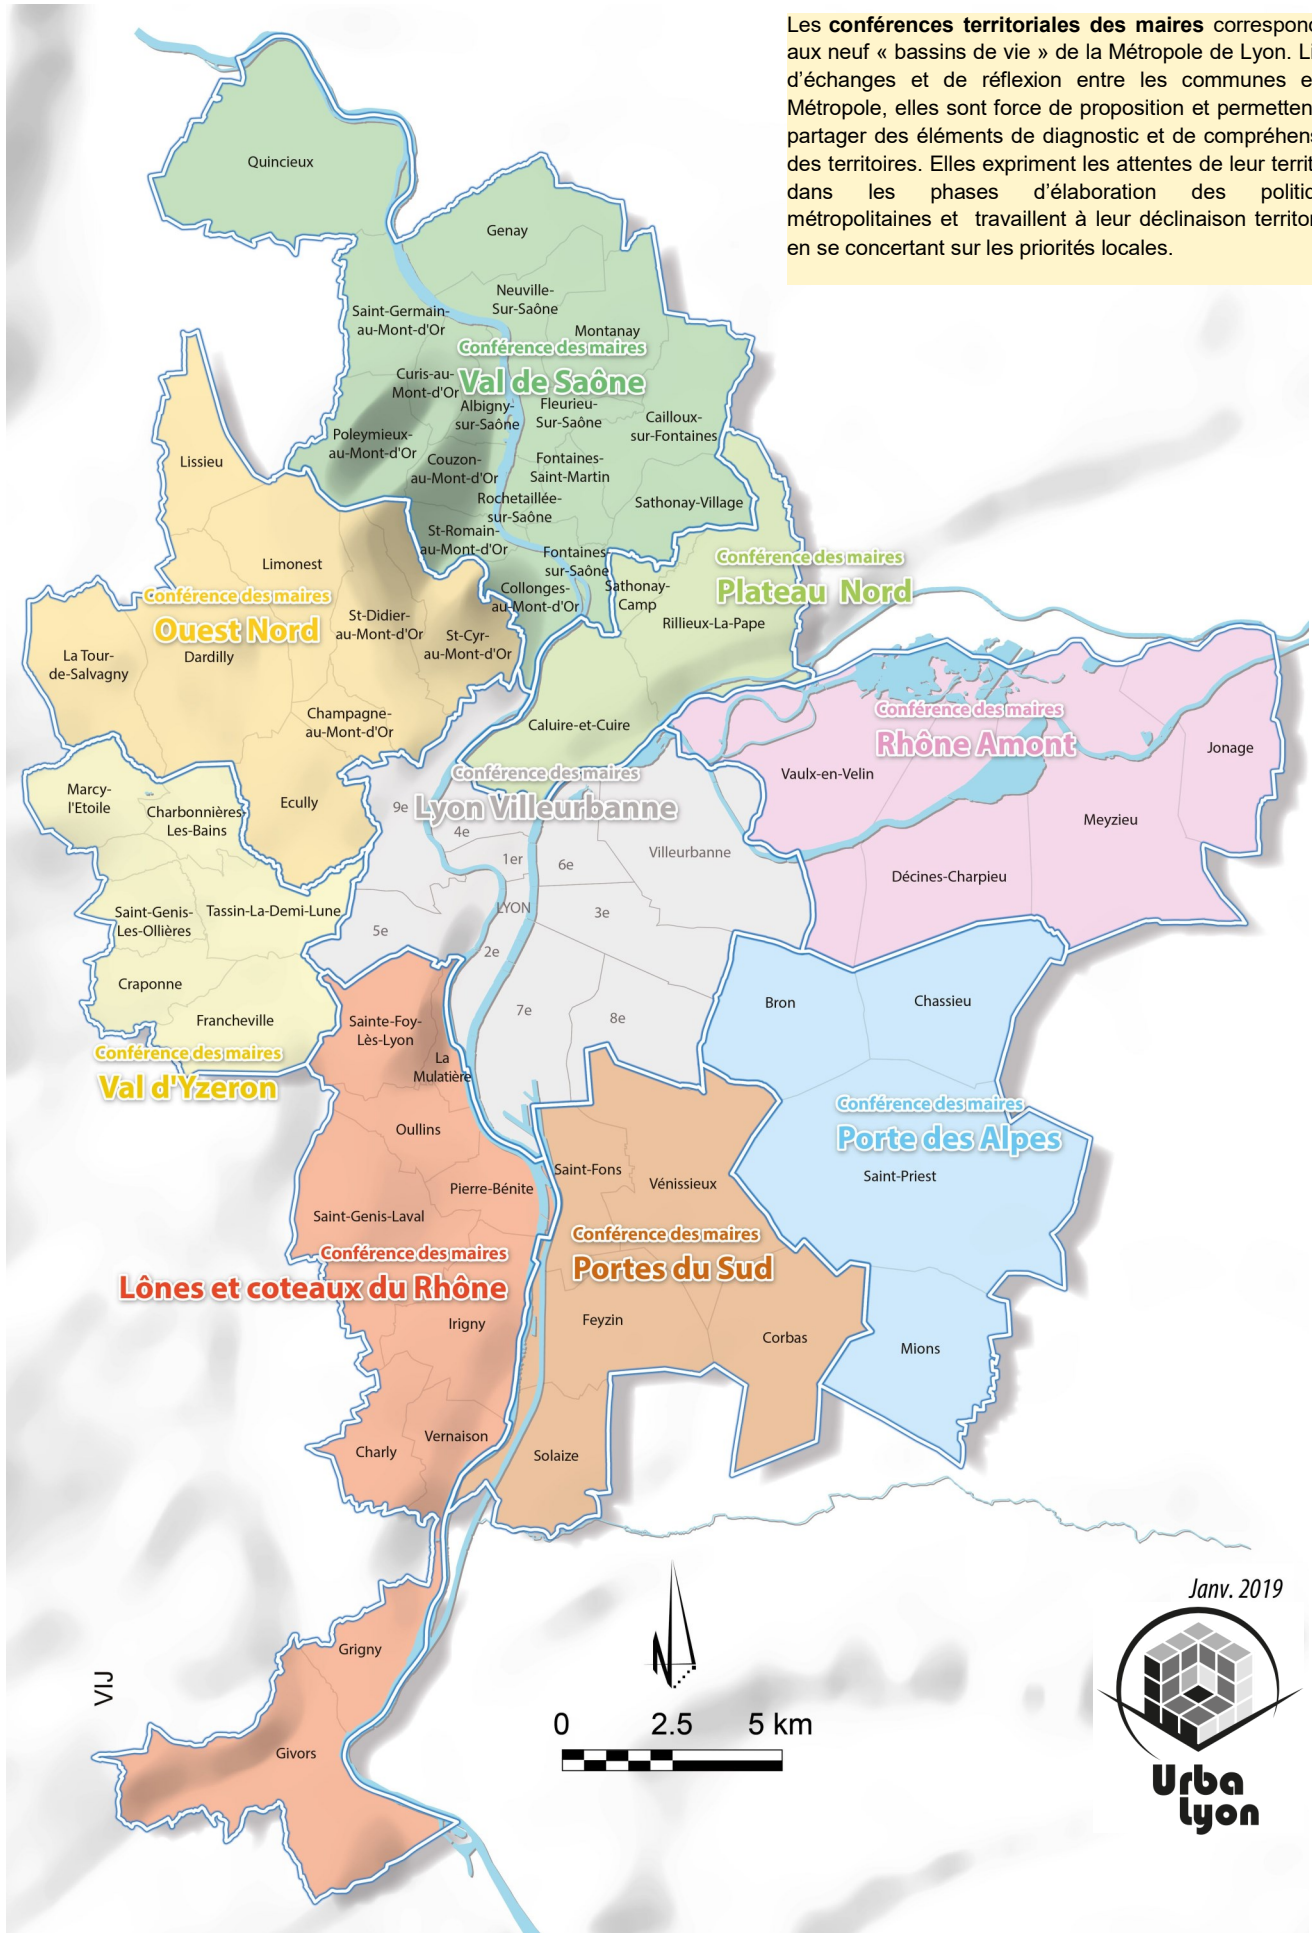 Les conférences territoriales des maires
aux neuf « bassins de vie » de la Métropole de Lyon.
d'échanges et de réflexion entre les communes
Métropole, elles sont force de proposition et
partager des éléments de diagnostic et de
des territoires. Elles expriment les attentes de leur
dans les phases d'élaboration des
métropolitaines et travaillent à leur déclinaison
en se concertant sur les priorités locales.
Quincieux
Genay
Neuville-
Sur-Saône
Saint-Germain-
au-Mont-d'Or
Montanay
Conférence des maires
Val de Saône
Curis-au-
Mont-d'Or
Albigny-
sur-Saône
Fleurieu-
Sur-Saône
Cailloux-
sur-Fontaines
Poleymieux-
au-Mont-d'Or
Couzon-
au-Mont-d'Or
Fontaines-
Saint-Martin
Rochetaillée-
sur-Saône
Sathonay-Village
St-Romain-
au-Mont-d'Or
Fontaines-
sur-Saône
Collonges-
au-Mont-d'Or
Lissieu
Limonest
Conférence des maires
Ouest Nord
St-Didier-
au-Mont-d'Or
St-Cyr-
au-Mont-d'Or
La Tour-
de-Salvagny
Dardilly
Champagne-
au-Mont-d'Or
Ecully
Conférence des maires
Plateau Nord
Sathonay-
Camp
Rillieux-La-Pape
Caluire-et-Cuire
Conférence des maires
Rhône Amont
Vaulx-en-Velin
Jonage
Meyzieu
Décines-Charpieu
Conférence des maires
Lyon Villeurbanne
9e
4e
1er
6e
Villeurbanne
LYON
3e
5e
2e
7e
8e
Marcy-
l'Etoile
Charbonnières-
Les-Bains
Saint-Genis-
Les-Ollières
Tassin-La-Demi-Lune
Craponne
Francheville
Conférence des maires
Val d'Yzeron
Sainte-Foy-
Lès-Lyon
La
Mulatière
Oullins
Pierre-Bénite
Saint-Genis-Laval
Conférence des maires
Lônes et coteaux du Rhône
Irigny
Vernaison
Charly
Grigny
Givors
Bron
Chassieu
Conférence des maires
Porte des Alpes
Saint-Priest
Mions
Saint-Fons
Vénissieux
Conférence des maires
Portes du Sud
Feyzin
Corbas
Solaize
N
0 2.5 5 km
VIJ
Janv. 2019
Urba
Lyon